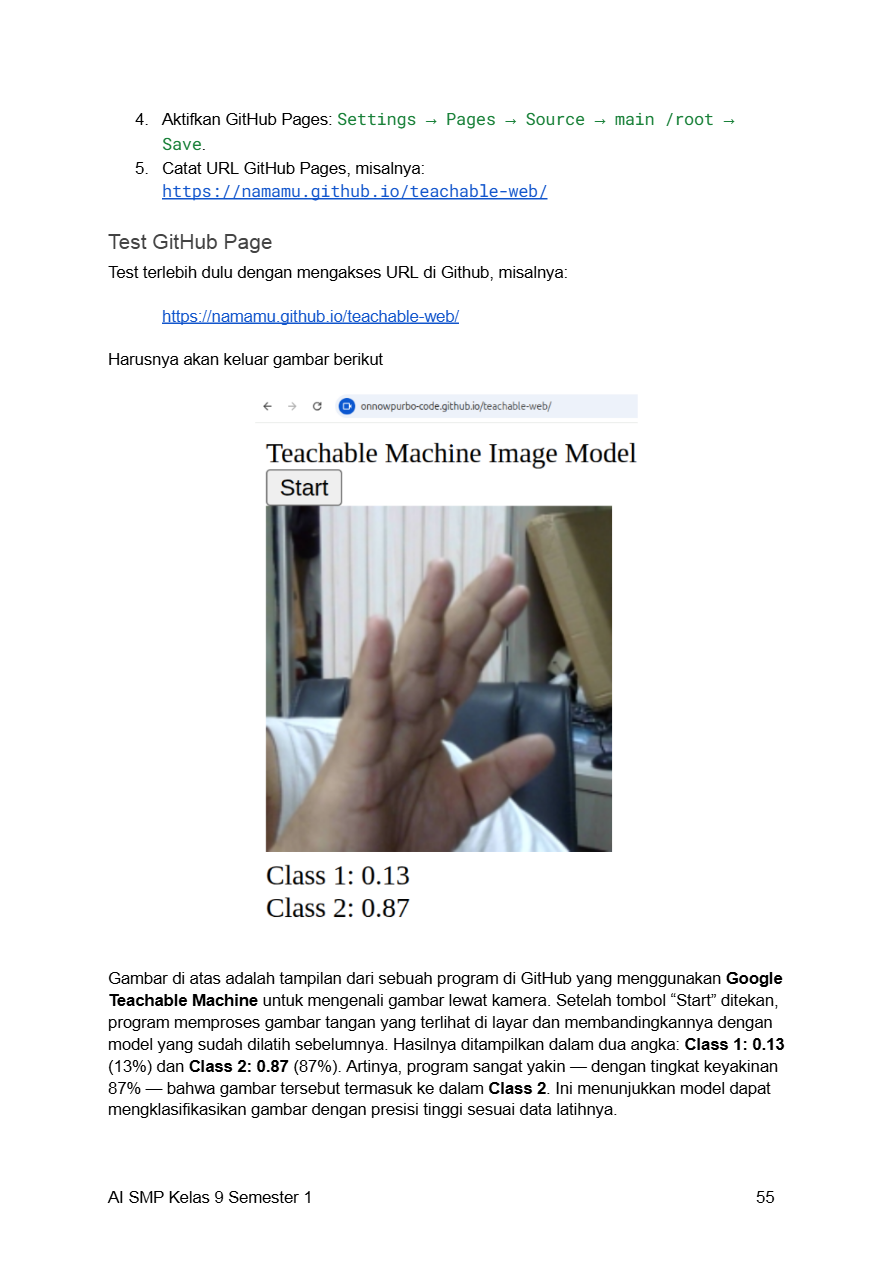 4. Aktifkan GitHub Pages: Settings → Pages → Source → main /root →
Save.
5. Catat URL GitHub Pages, misalnya:
https://namamu.github.io/teachable-web/
Test GitHub Page
Test terlebih dulu dengan mengakses URL di Github, misalnya:
https://namamu.github.io/teachable-web/
Harusnya akan keluar gambar berikut
onnowpurbo-code.github.io/teachable-web/
Teachable Machine Image Model
Start
Class 1: 0.13
Class 2: 0.87
Gambar di atas adalah tampilan dari sebuah program di GitHub yang menggunakan Google
Teachable Machine untuk mengenali gambar lewat kamera. Setelah tombol “Start” ditekan,
program memproses gambar tangan yang terlihat di layar dan membandingkannya dengan
model yang sudah dilatih sebelumnya. Hasilnya ditampilkan dalam dua angka: Class 1: 0.13
(13%) dan Class 2: 0.87 (87%). Artinya, program sangat yakin — dengan tingkat keyakinan
87% — bahwa gambar tersebut termasuk ke dalam Class 2. Ini menunjukkan model dapat
mengklasifikasikan gambar dengan presisi tinggi sesuai data latihnya.
AI SMP Kelas 9 Semester 1 55